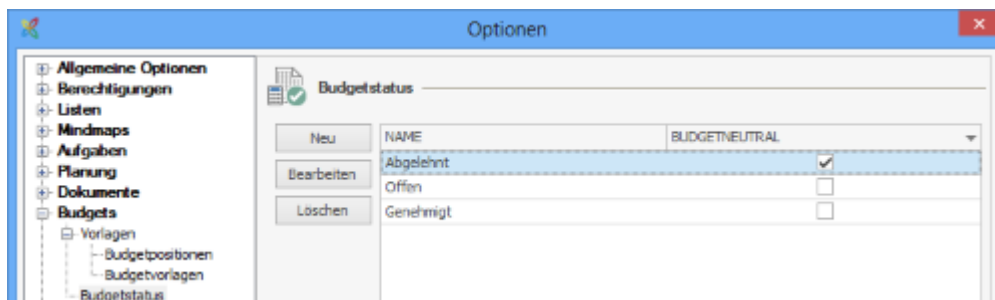 Optionen
Allgemeine Optionen
Berechtigungen
Listen
Mindmaps
Aufgaben
Planung
Dokumente
Budgets
Vorlagen
Budgetpositionen
Budgetvorlagen
Budgetstatus
Budgetstatus
Neu
Bearbeiten
Löschen
NAME BUDGETNEUTRAL
Abgelehnt
Offen
Genehmigt